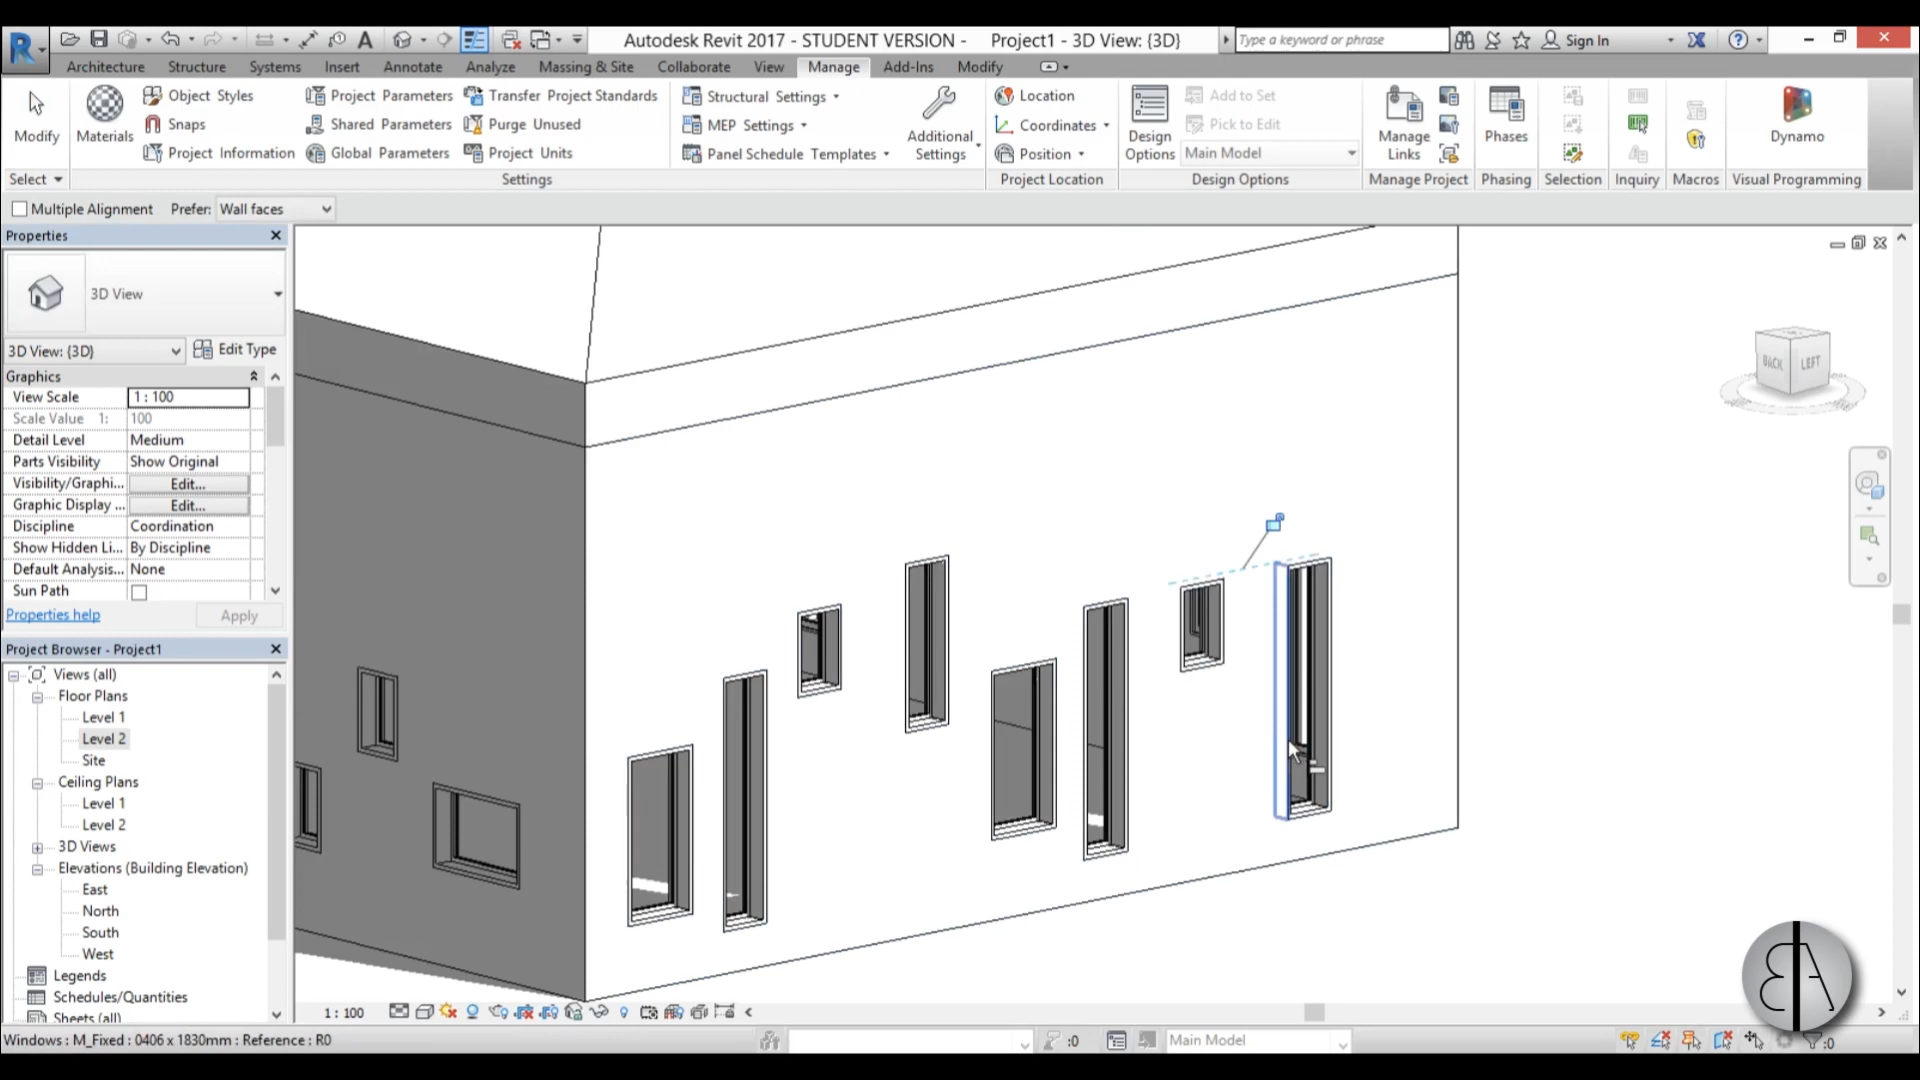 Autodesk Revit 2017 - STUDENT VERSION - Project1 - 3D View: {3D}
Type a keyword or phrase
Sign In
Architecture Structure Systems Insert Annotate Analyze Massing & Site Collaborate View Manage Add-Ins Modify
Modify
Materials
Object Styles
Snaps
Project Information
Project Parameters
Shared Parameters
Global Parameters
Transfer Project Standards
Purge Unused
Project Units
Structural Settings
MEP Settings
Panel Schedule Templates
Additional Settings
Location
Coordinates
Position
Design Options
Add to Set
Pick to Edit
Main Model
Manage Links
Phases
Dynamo
Select
Settings
Project Location
Design Options
Manage Project
Phasing
Selection
Inquiry
Macros
Visual Programming
Multiple Alignment Prefer: Wall faces
Properties
3D View
3D View: {3D} Edit Type
Graphics
View Scale 1 : 100
Scale Value 1: 100
Detail Level Medium
Parts Visibility Show Original
Visibility/Graphi... Edit...
Graphic Display ... Edit...
Discipline Coordination
Show Hidden Li... By Discipline
Default Analysis... None
Sun Path
Properties help Apply
Project Browser - Project1
Views (all)
Floor Plans
Level 1
Level 2
Site
Ceiling Plans
Level 1
Level 2
3D Views
Elevations (Building Elevation)
East
North
South
West
Legends
Schedules/Quantities
Sheets (all)
BACK LEFT
1 : 100
Windows : M_Fixed : 0406 x 1830mm : Reference : R0
:0
Main Model
:0
BA